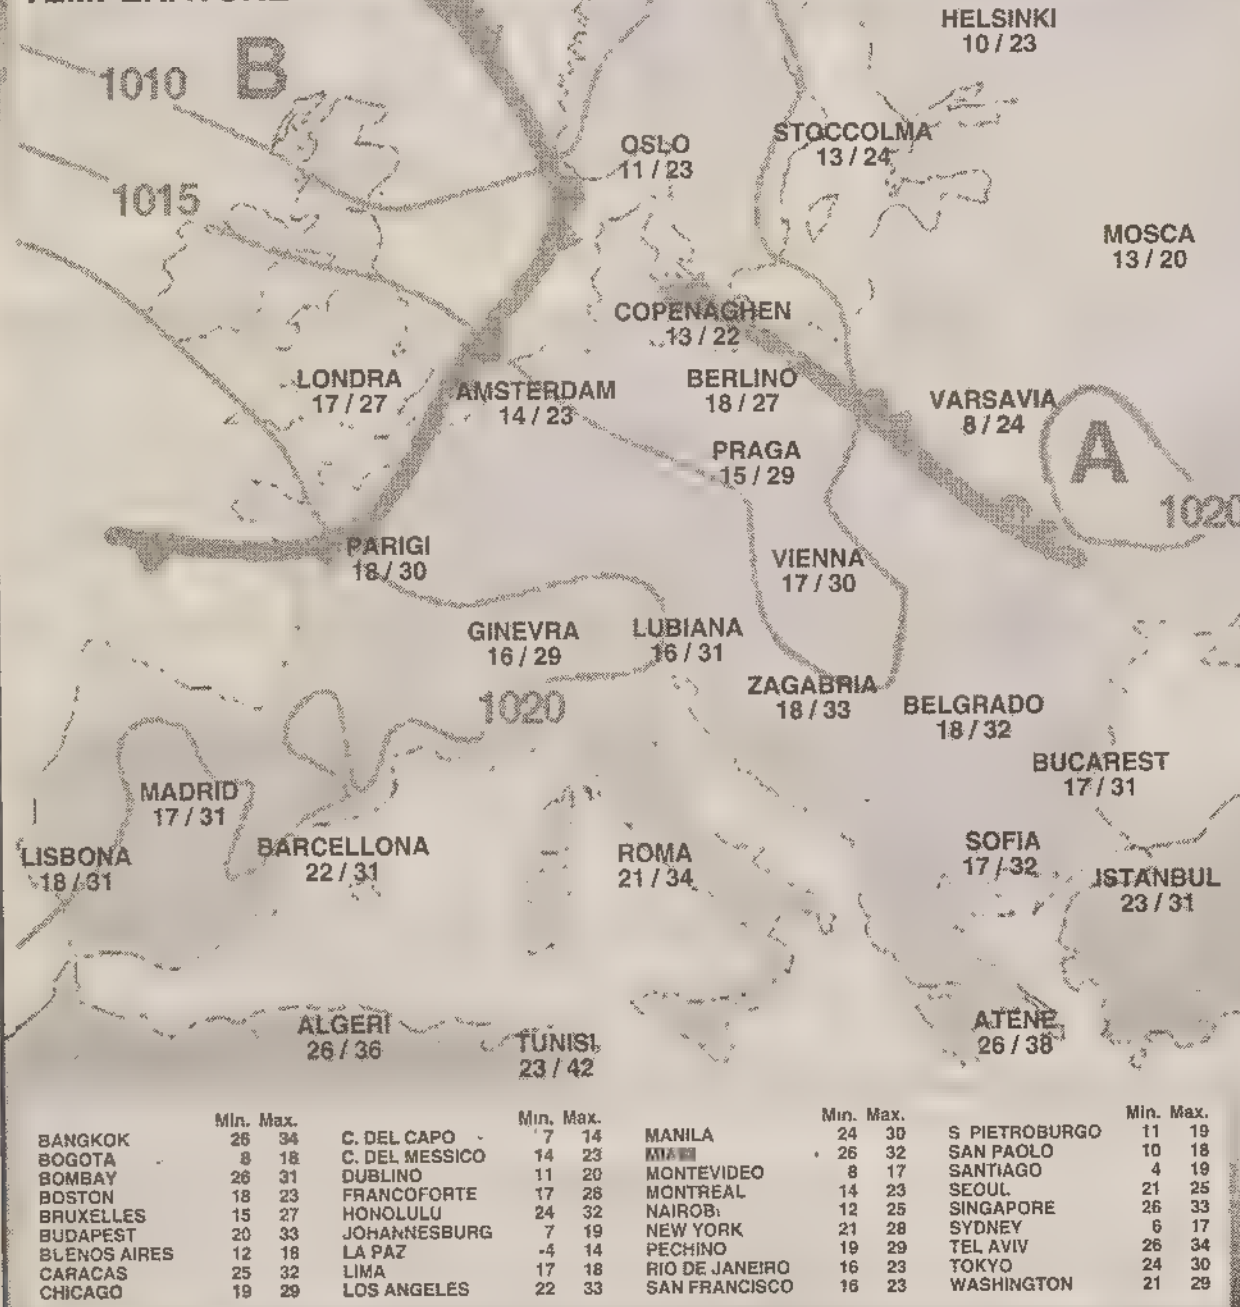 HELSINKI
10 / 23
1010
B
OSLO
11 / 23
STOCCOLMA
13 / 24
1015
MOSCA
13 / 20
COPENAGHEN
13 / 22
LONDRA
17 / 27
AMSTERDAM
14 / 23
BERLINO
18 / 27
VARSAVIA
8 / 24
A
PRAGA
15 / 29
1020
PARIGI
18 / 30
VIENNA
17 / 30
GINEVRA
16 / 29
LUBIANA
16 / 31
ZAGABRIA
18 / 33
1020
BELGRADO
18 / 32
BUCAREST
17 / 31
MADRID
17 / 31
LISBONA
18 / 31
BARCELLONA
22 / 31
ROMA
21 / 34
SOFIA
17 / 32
ISTANBUL
23 / 31
ALGERI
26 / 36
TUNISI
23 / 42
ATENE
26 / 38
Min. Max.
BANGKOK 26 34
BOGOTA 8 18
BOMBAY 26 31
BOSTON 18 23
BRUXELLES 15 27
BUDAPEST 20 33
BUENOS AIRES 12 18
CARACAS 25 32
CHICAGO 19 29
Min. Max.
C. DEL CAPO 7 14
C. DEL MESSICO 14 23
DUBLINO 11 20
FRANCOFORTE 17 28
HONOLULU 24 32
JOHANNESBURG 7 19
LA PAZ -4 14
LIMA 17 18
LOS ANGELES 22 33
Min. Max.
MANILA 24 30
MIAMI 26 32
MONTEVIDEO 8 17
MONTREAL 14 23
NAIROBI 12 25
NEW YORK 21 28
PECHINO 19 29
RIO DE JANEIRO 16 23
SAN FRANCISCO 16 23
Min. Max.
S PIETROBURGO 11 19
SAN PAOLO 10 18
SANTIAGO 4 19
SEOUL 21 25
SINGAPORE 26 33
SYDNEY 6 17
TEL AVIV 26 34
TOKYO 24 30
WASHINGTON 21 29